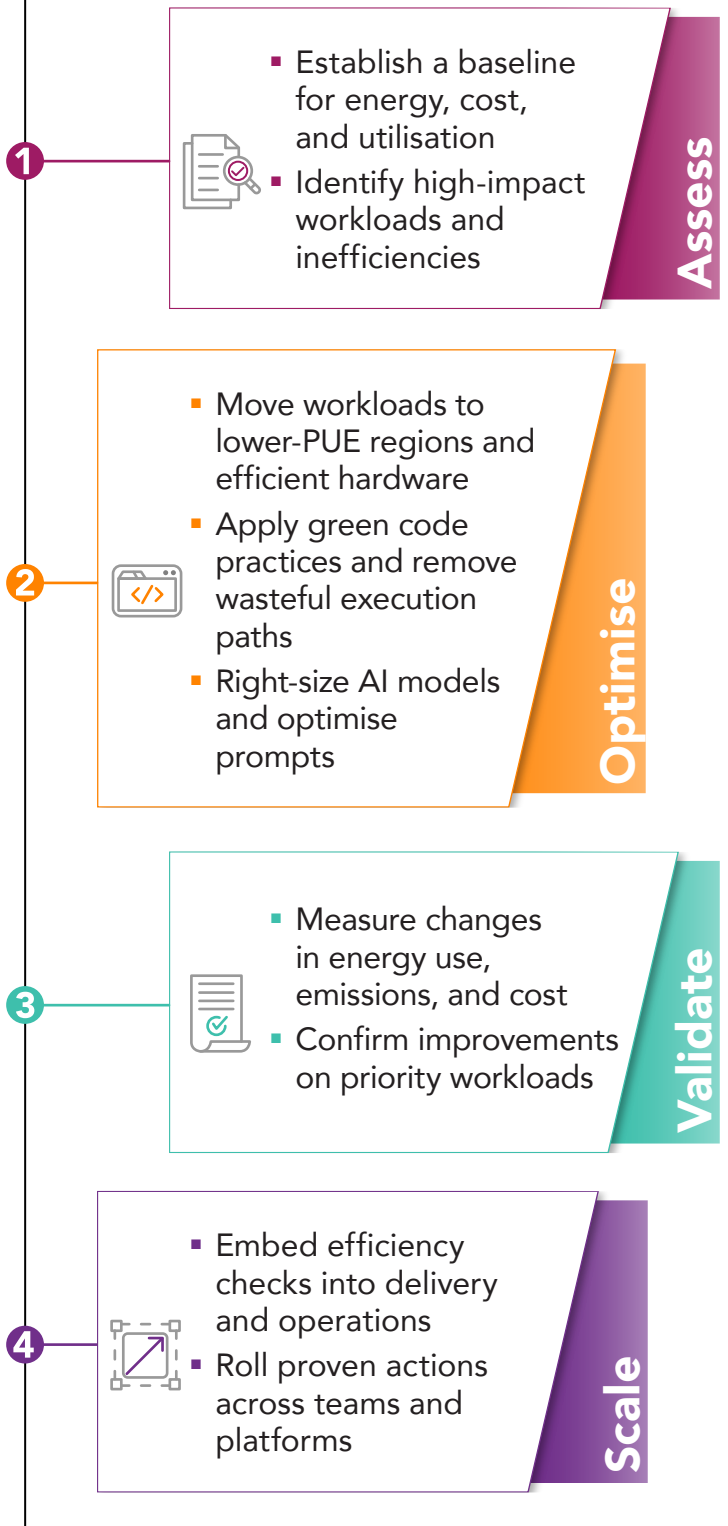 1
▪ Establish a baseline
for energy, cost,
and utilisation
▪ Identify high-impact
workloads and
inefficiencies
Assess
2
▪ Move workloads to
lower-PUE regions and
efficient hardware
▪ Apply green code
practices and remove
wasteful execution
paths
▪ Right-size AI models
and optimise
prompts
</>
Optimise
3
▪ Measure changes
in energy use,
emissions, and cost
▪ Confirm improvements
on priority workloads
Validate
4
▪ Embed efficiency
checks into delivery
and operations
▪ Roll proven actions
across teams and
platforms
Scale